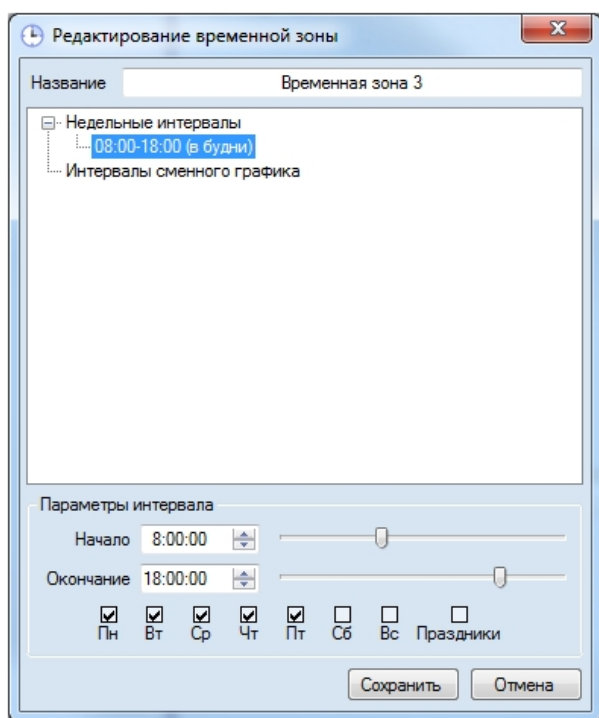 Редактирование временной зоны
Название Временная зона 3
Недельные интервалы
08:00-18:00 (в будни)
Интервалы сменного графика
Параметры интервала
Начало 8:00:00
Окончание 18:00:00
Пн Вт Ср Чт Пт Сб Вс Праздники
Сохранить Отмена